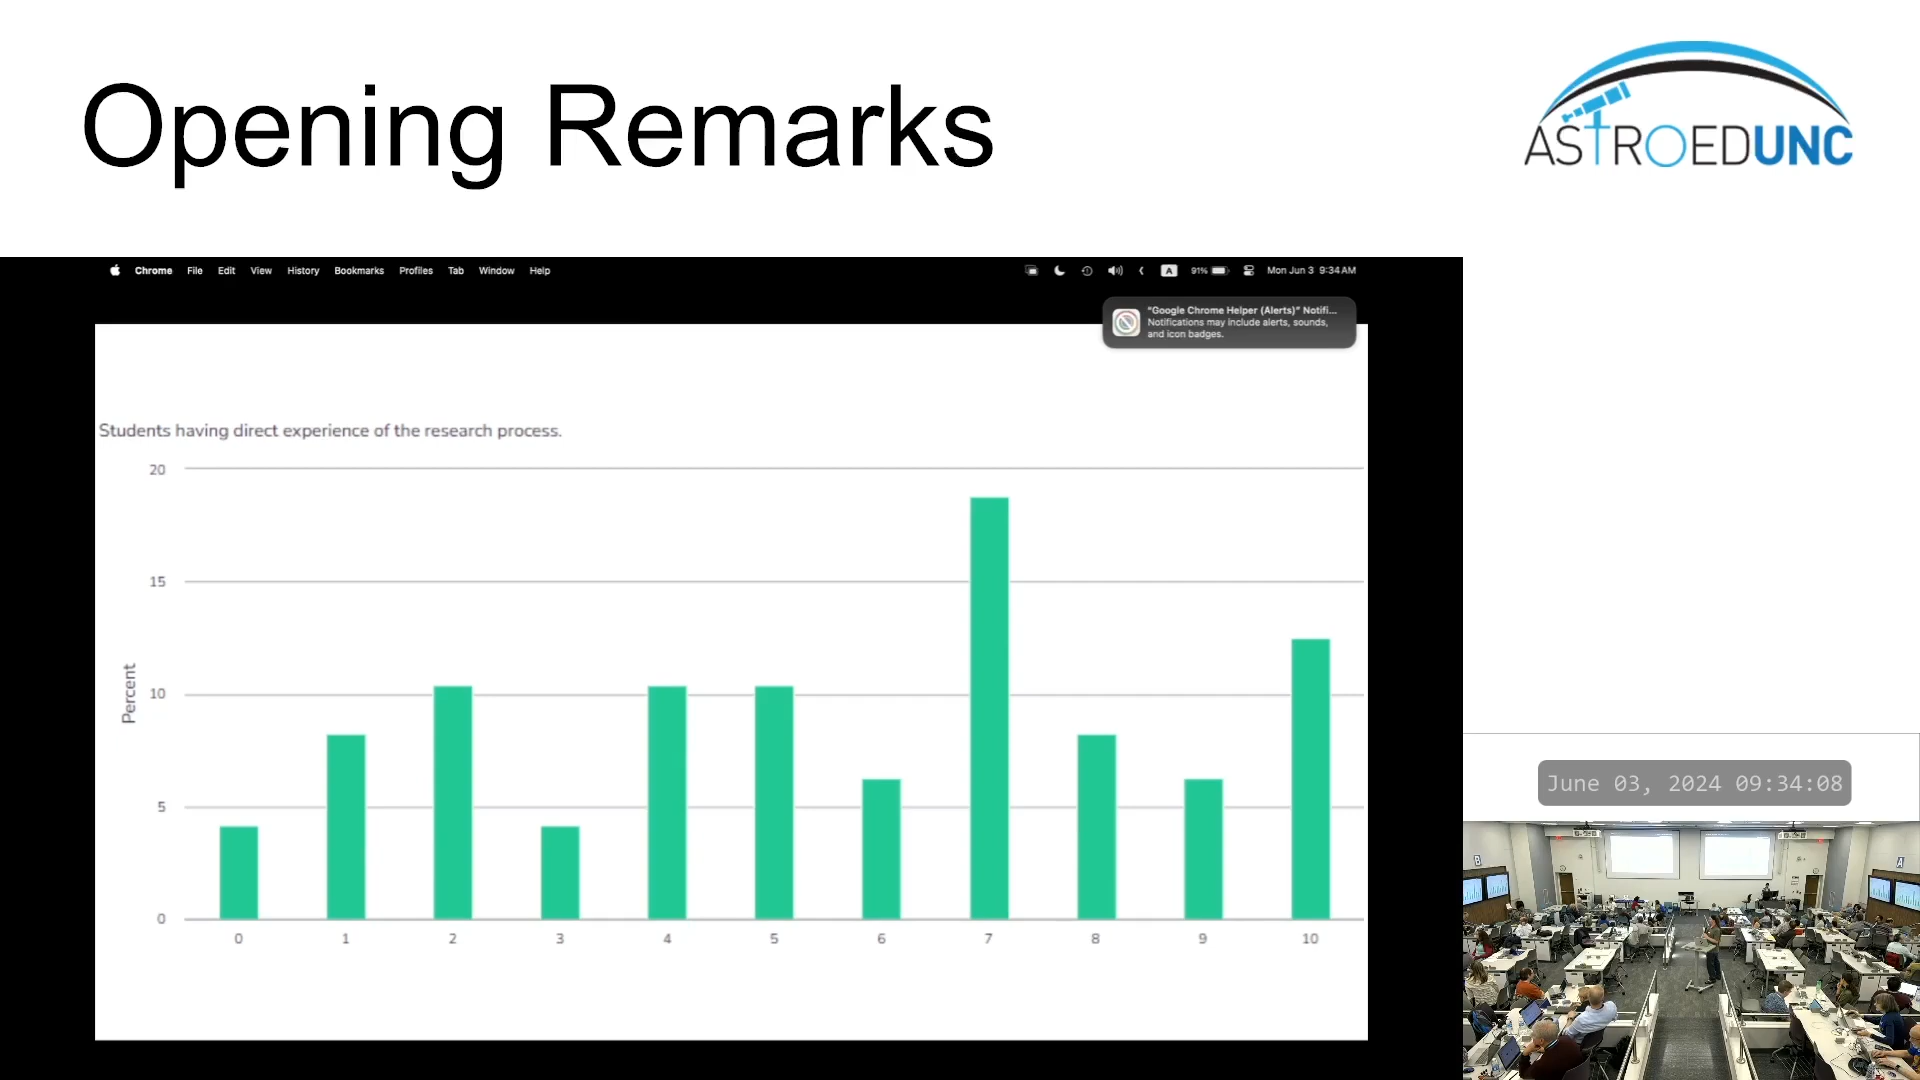 Opening Remarks
ASTROEDUNC
Chrome File Edit View History Bookmarks Profiles Tab Window Help
A 91% Mon Jun 3 9:34 AM
"Google Chrome Helper (Alerts)" Notifi...
Notifications may include alerts, sounds,
and icon badges.
Students having direct experience of the research process.
20
15
10
5
0
Percent
0 1 2 3 4 5 6 7 8 9 10
June 03, 2024 09:34:08
B
A